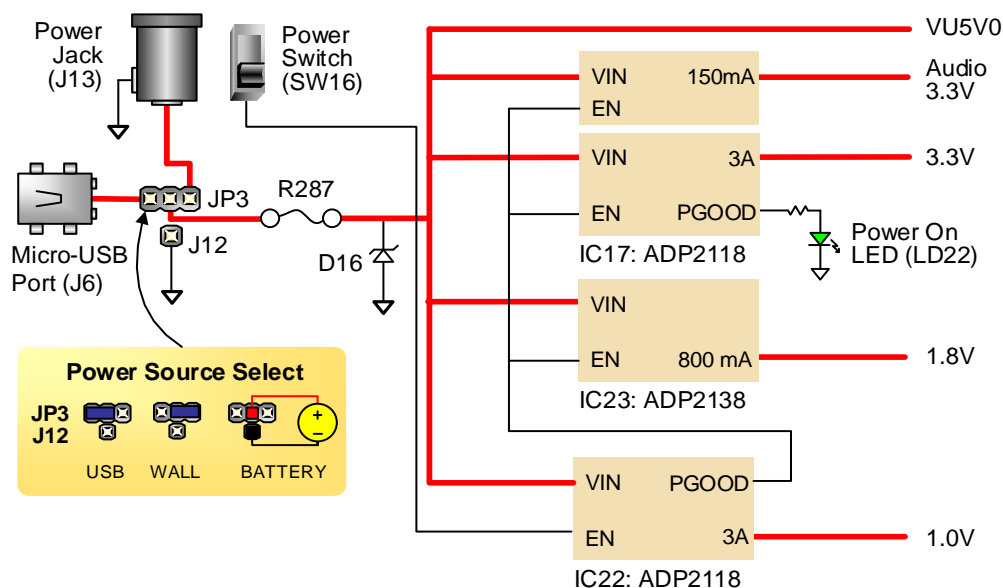 Power
Jack
(J13)
Power
Switch
(SW16)
Micro-USB
Port (J6)
JP3
J12
R287
D16
VU5V0
VIN
150mA
EN
Audio
3.3V
VIN
3A
3.3V
EN
PGOOD
IC17: ADP2118
Power On
LED (LD22)
VIN
EN
800 mA
1.8V
IC23: ADP2138
VIN
PGOOD
EN
3A
1.0V
IC22: ADP2118
Power Source Select
JP3
J12
+
–
USB WALL BATTERY